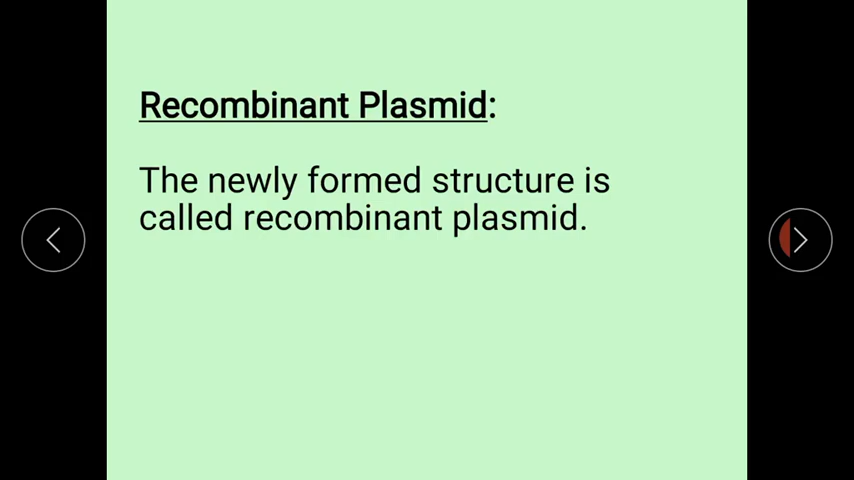 Recombinant Plasmid:
The newly formed structure is
called recombinant plasmid.